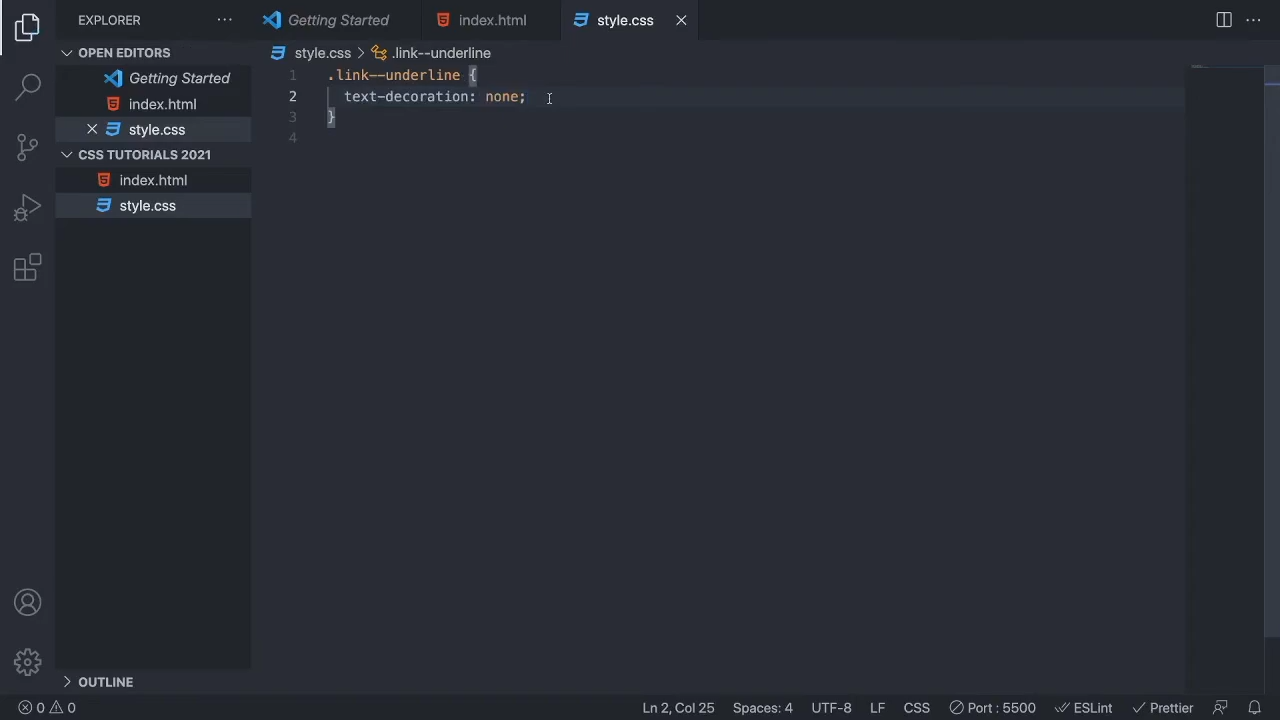 EXPLORER
Getting Started
index.html
style.css
OPEN EDITORS
style.css > .link--underline
Getting Started
index.html
style.css
CSS TUTORIALS 2021
index.html
style.css
1 .link--underline {
2 text-decoration: none;
3 }
4
OUTLINE
0 0
Ln 2, Col 25
Spaces: 4
UTF-8
LF
CSS
Port : 5500
ESLint
Prettier